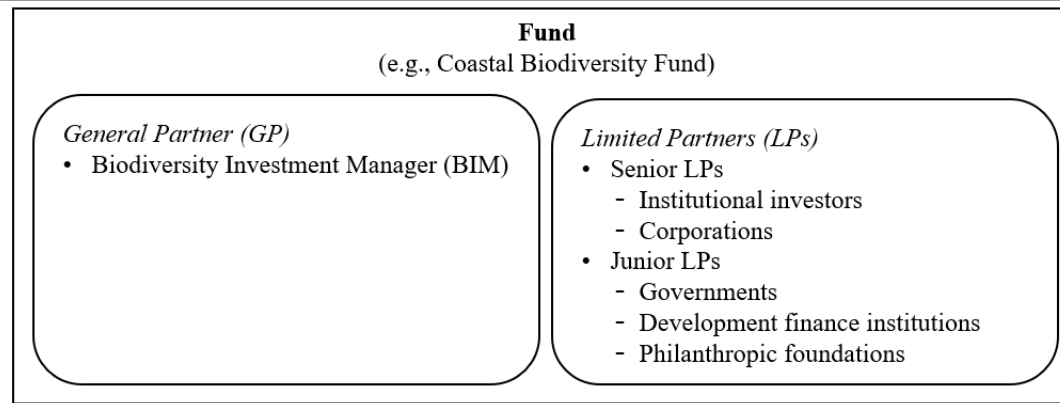 Fund
(e.g., Coastal Biodiversity Fund)
General Partner (GP)
• Biodiversity Investment Manager (BIM)
Limited Partners (LPs)
• Senior LPs
- Institutional investors
- Corporations
• Junior LPs
- Governments
- Development finance institutions
- Philanthropic foundations